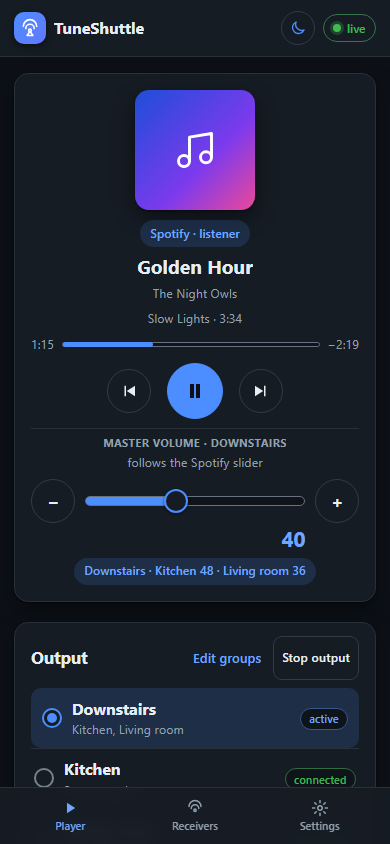 TuneShuttle
live
Spotify · listener
Golden Hour
The Night Owls
Slow Lights · 3:34
1:15
−2:19
MASTER VOLUME · DOWNSTAIRS
follows the Spotify slider
−
+
40
Downstairs · Kitchen 48 · Living room 36
Output
Edit groups
Stop output
Downstairs
Kitchen, Living room
active
Kitchen
connected
Player
Receivers
Settings